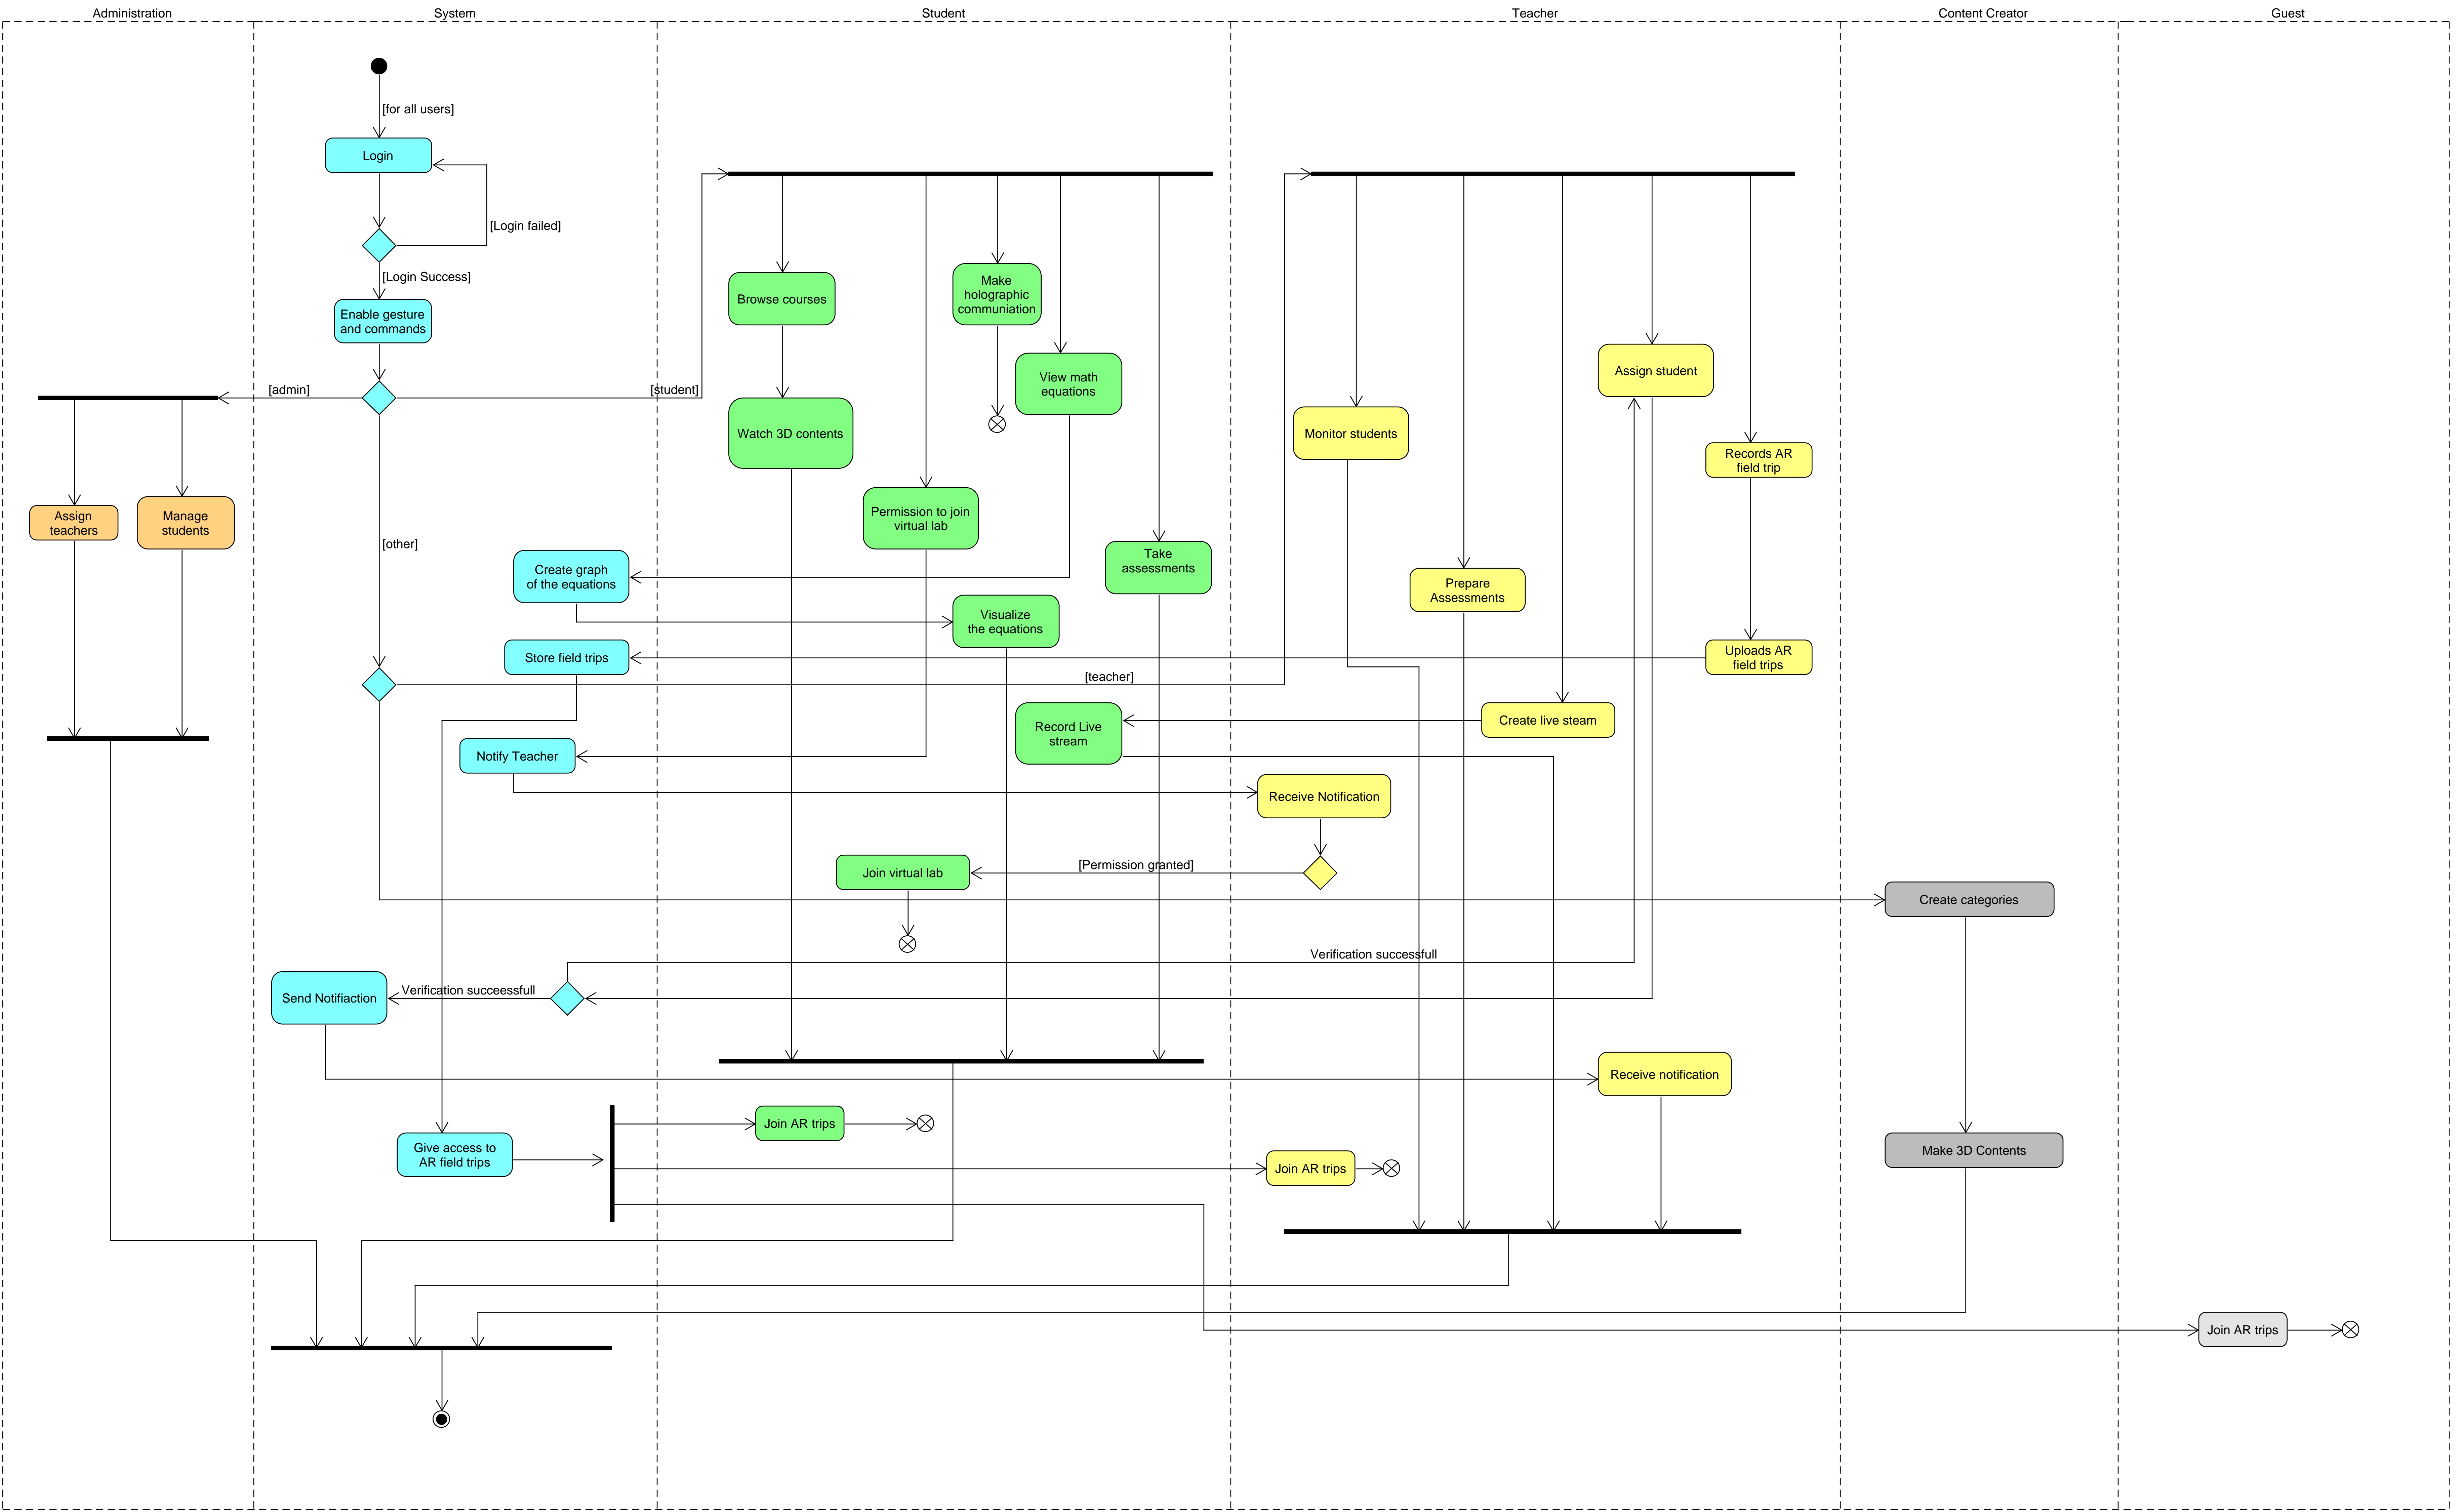 Administration
System
Student
Teacher
Content Creator
Guest
[for all users]
Login
[Login failed]
[Login Success]
Enable gesture
and commands
[admin]
[student]
[other]
Assign
teachers
Manage
students
Browse courses
Watch 3D contents
Make
holographic
communiation
View math
equations
Permission to join
virtual lab
Take
assessments
Create graph
of the equations
Visualize
the equations
Store field trips
[teacher]
Record Live
stream
Notify Teacher
Monitor students
Assign student
Records AR
field trip
Prepare
Assessments
Uploads AR
field trips
Create live steam
Receive Notification
[Permission granted]
Join virtual lab
Create categories
Verification successfull
Verification succeessfull
Send Notifiaction
Receive notification
Join AR trips
Give access to
AR field trips
Join AR trips
Make 3D Contents
Join AR trips